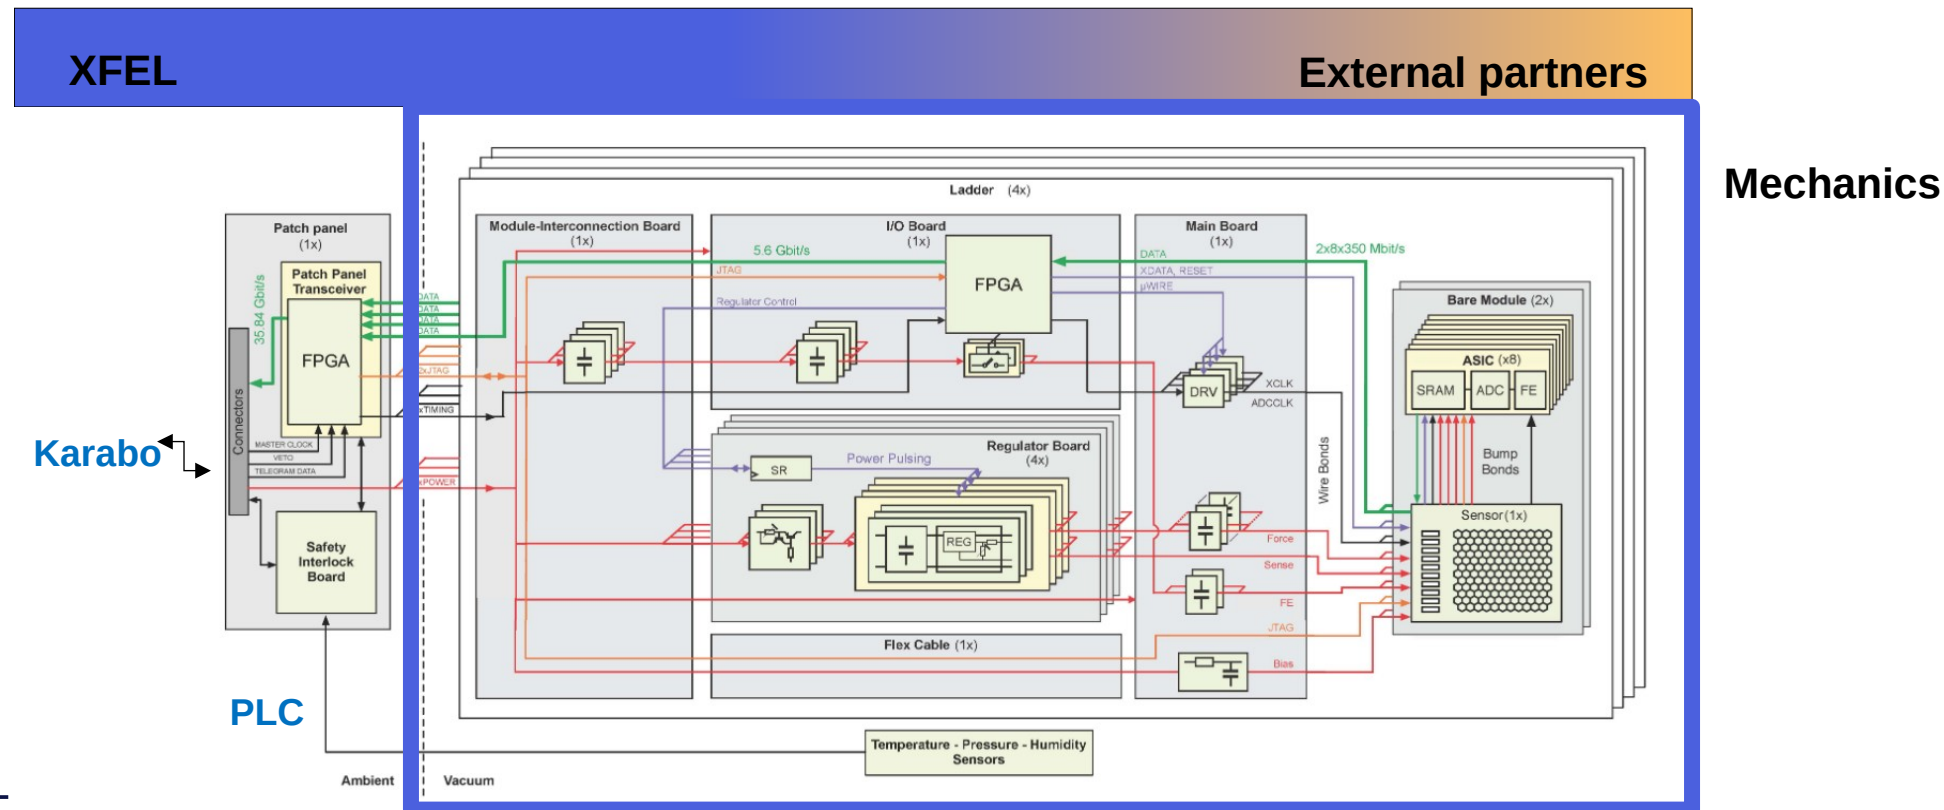 XFEL
External partners
Mechanics
Ladder (4x)
Patch panel
(1x)
Patch Panel
Transceiver
FPGA
35.84 Gbit/s
Connectors
MASTER CLOCK
VETO
TELEGRAM DATA
Safety
Interlock
Board
Karabo
PLC
DATA
DATA
DATA
DATA
xJTAG
xTIMING
xPOWER
Module-Interconnection Board
(1x)
I/O Board
(1x)
5.6 Gbit/s
JTAG
Regulator Control
FPGA
Main Board
(1x)
DATA
XDATA, RESET
µWIRE
2x8x350 Mbit/s
DRV
XCLK
ADCCLK
Regulator Board
(4x)
SR
Power Pulsing
REG
Flex Cable (1x)
Force
Sense
FE
JTAG
Bias
Wire Bonds
Bare Module (2x)
ASIC (x8)
SRAM
ADC
FE
Bump
Bonds
Sensor(1x)
Temperature - Pressure - Humidity
Sensors
Ambient
Vacuum